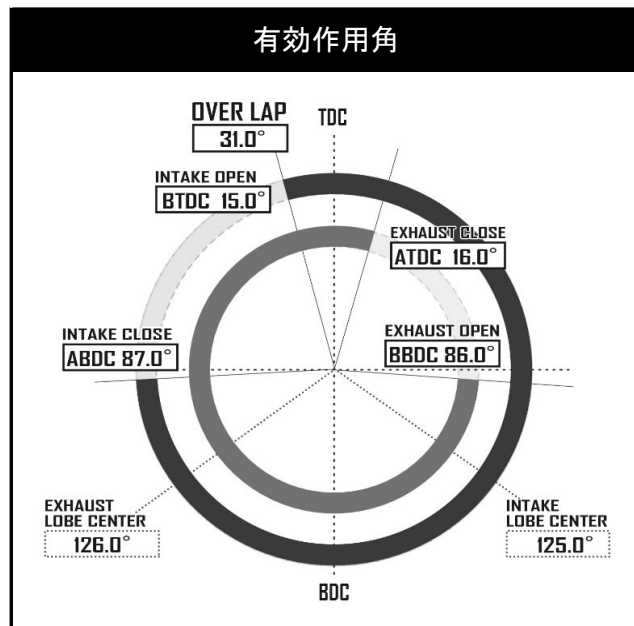 有効作用角
OVER LAP
31.0°
TDC
INTAKE OPEN
BTDC 15.0°
EXHAUST CLOSE
ATDC 16.0°
INTAKE CLOSE
ABDC 87.0°
EXHAUST OPEN
BBDC 86.0°
EXHAUST
LOBE CENTER
126.0°
INTAKE
LOBE CENTER
125.0°
BDC